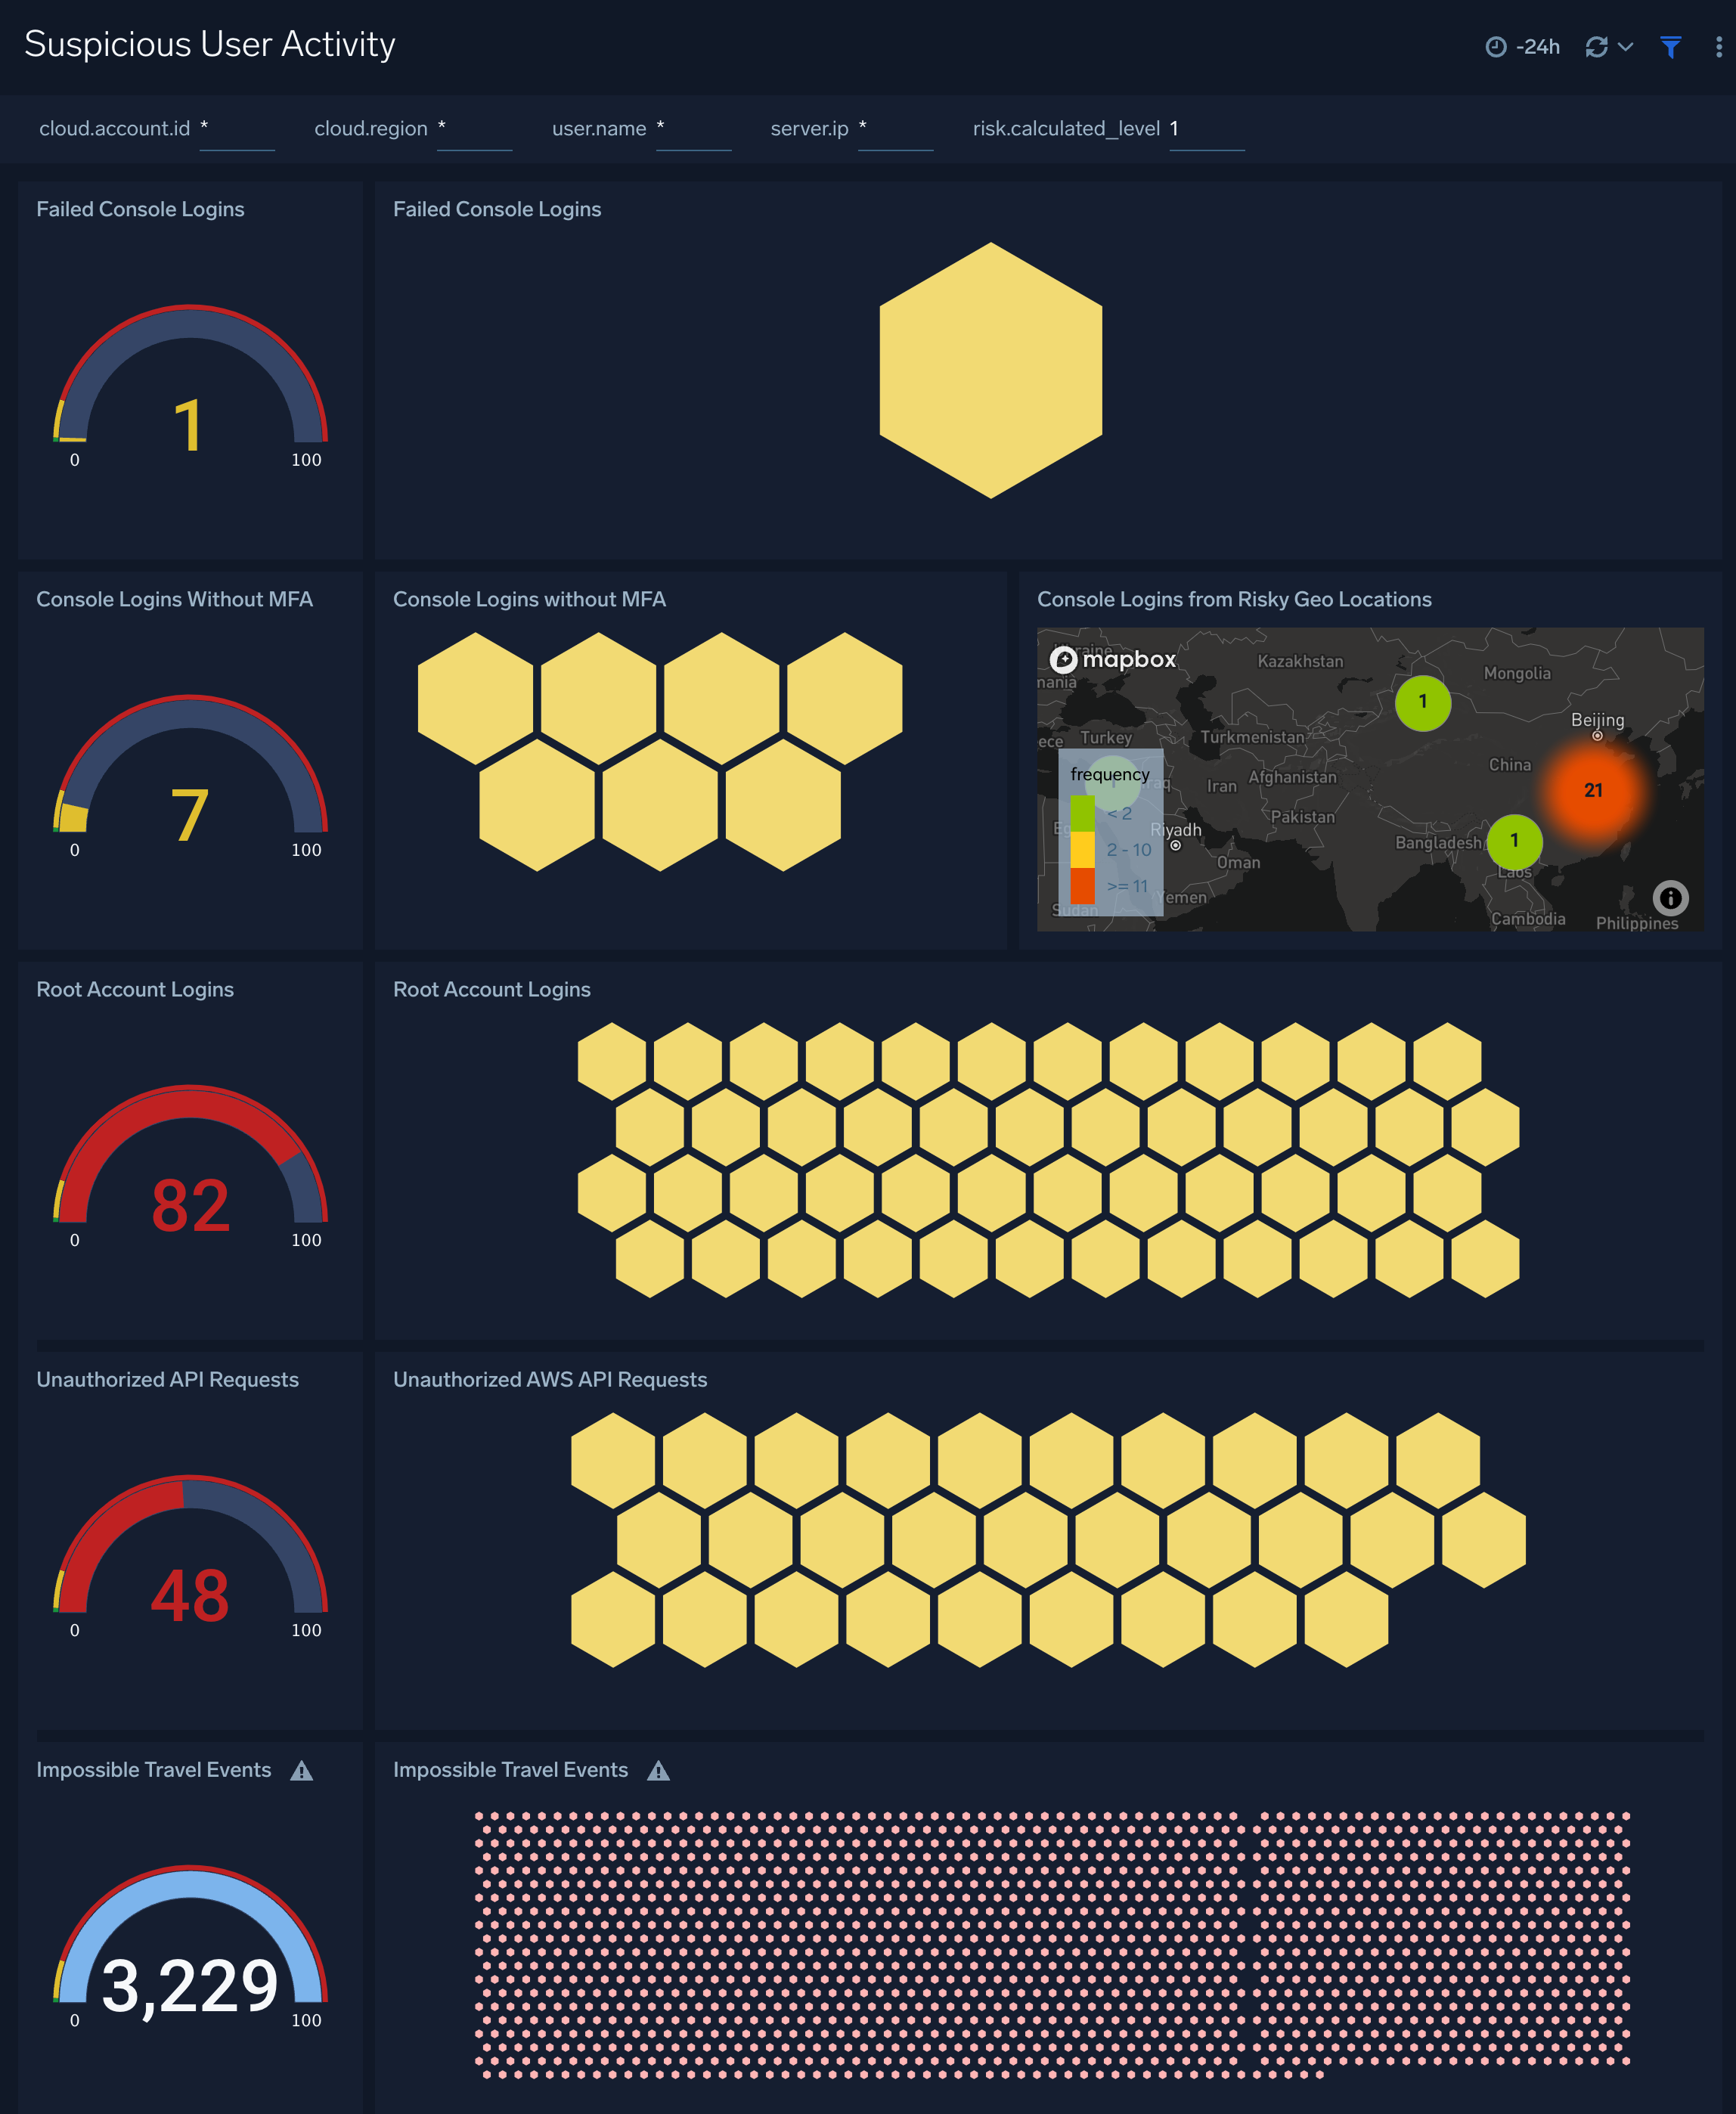 Suspicious User Activity
-24h
cloud.account.id *
cloud.region *
user.name *
server.ip *
risk.calculated_level 1
Failed Console Logins
1
0
100
Failed Console Logins
Console Logins Without MFA
7
0
100
Console Logins without MFA
Console Logins from Risky Geo Locations
mapbox
Kazakhstan
Mongolia
1
Beijing
Turkey
Turkmenistan
China
frequency
Iran
Afghanistan
21
< 2
Pakistan
Riyadh
1
Bangladesh
2 - 10
Oman
Laos
>= 11
Yemen
Sudan
Cambodia
Philippines
Root Account Logins
82
0
100
Root Account Logins
Unauthorized API Requests
48
0
100
Unauthorized AWS API Requests
Impossible Travel Events
3,229
0
100
Impossible Travel Events